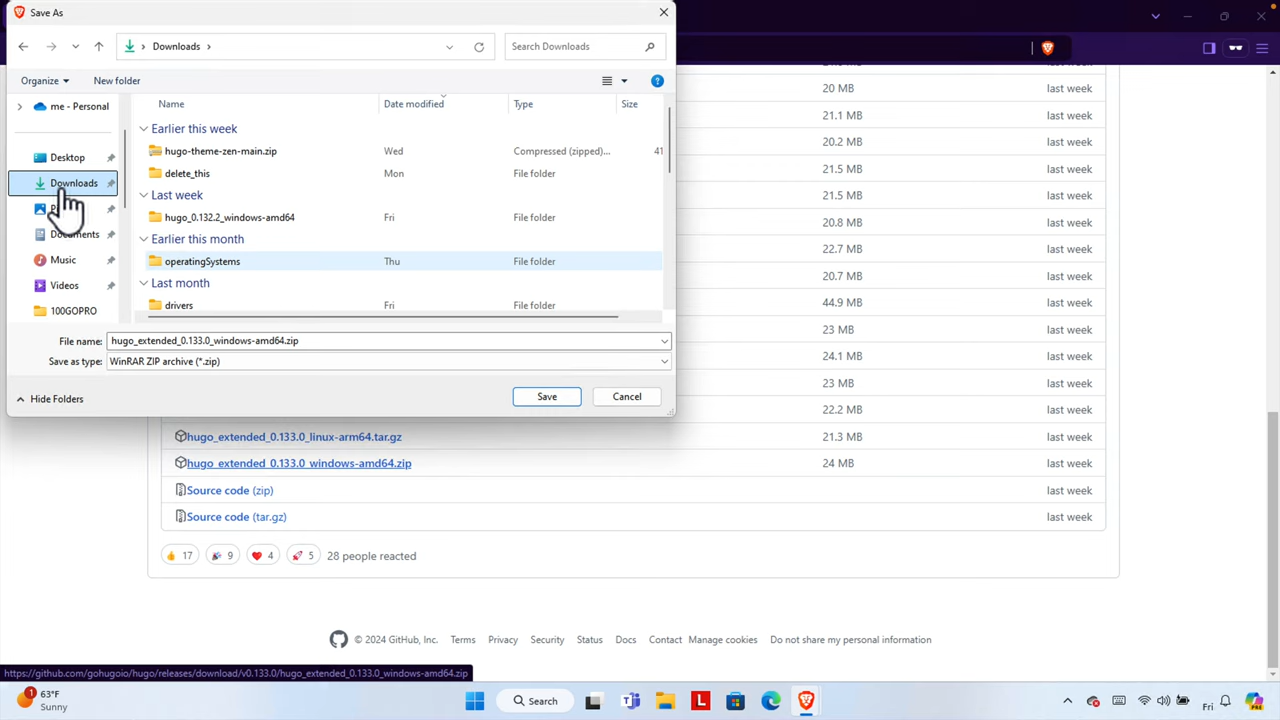 Save As
Downloads
Search Downloads
Organize
New folder
me - Personal
Desktop
Downloads
Documents
Music
Videos
100GOPRO
Name
Date modified
Type
Size
Earlier this week
hugo-theme-zen-main.zip
Wed
Compressed (zipped)...
41
delete_this
Mon
File folder
Last week
hugo_0.132.2_windows-amd64
Fri
File folder
Earlier this month
operatingSystems
Thu
File folder
Last month
drivers
Fri
File folder
File name:
hugo_extended_0.133.0_windows-amd64.zip
Save as type:
WinRAR ZIP archive (*.zip)
Hide Folders
Save
Cancel
20 MB last week
21.1 MB last week
20.2 MB last week
21.5 MB last week
21.5 MB last week
20.8 MB last week
22.7 MB last week
20.7 MB last week
44.9 MB last week
23 MB last week
22.4 MB last week
23 MB last week
22.2 MB last week
hugo_extended_0.133.0_linux-arm64.tar.gz 21.3 MB last week
hugo_extended_0.133.0_windows-amd64.zip 24 MB last week
Source code (zip) last week
Source code (tar.gz) last week
17 9 4 5 28 people reacted
© 2024 GitHub, Inc. Terms Privacy Security Status Docs Contact Manage cookies Do not share my personal information
https://github.com/gohugoio/hugo/releases/download/v0.133.0/hugo_extended_0.133.0_windows-amd64.zip
1
63°F
Sunny
Search
L
Fri
PRE